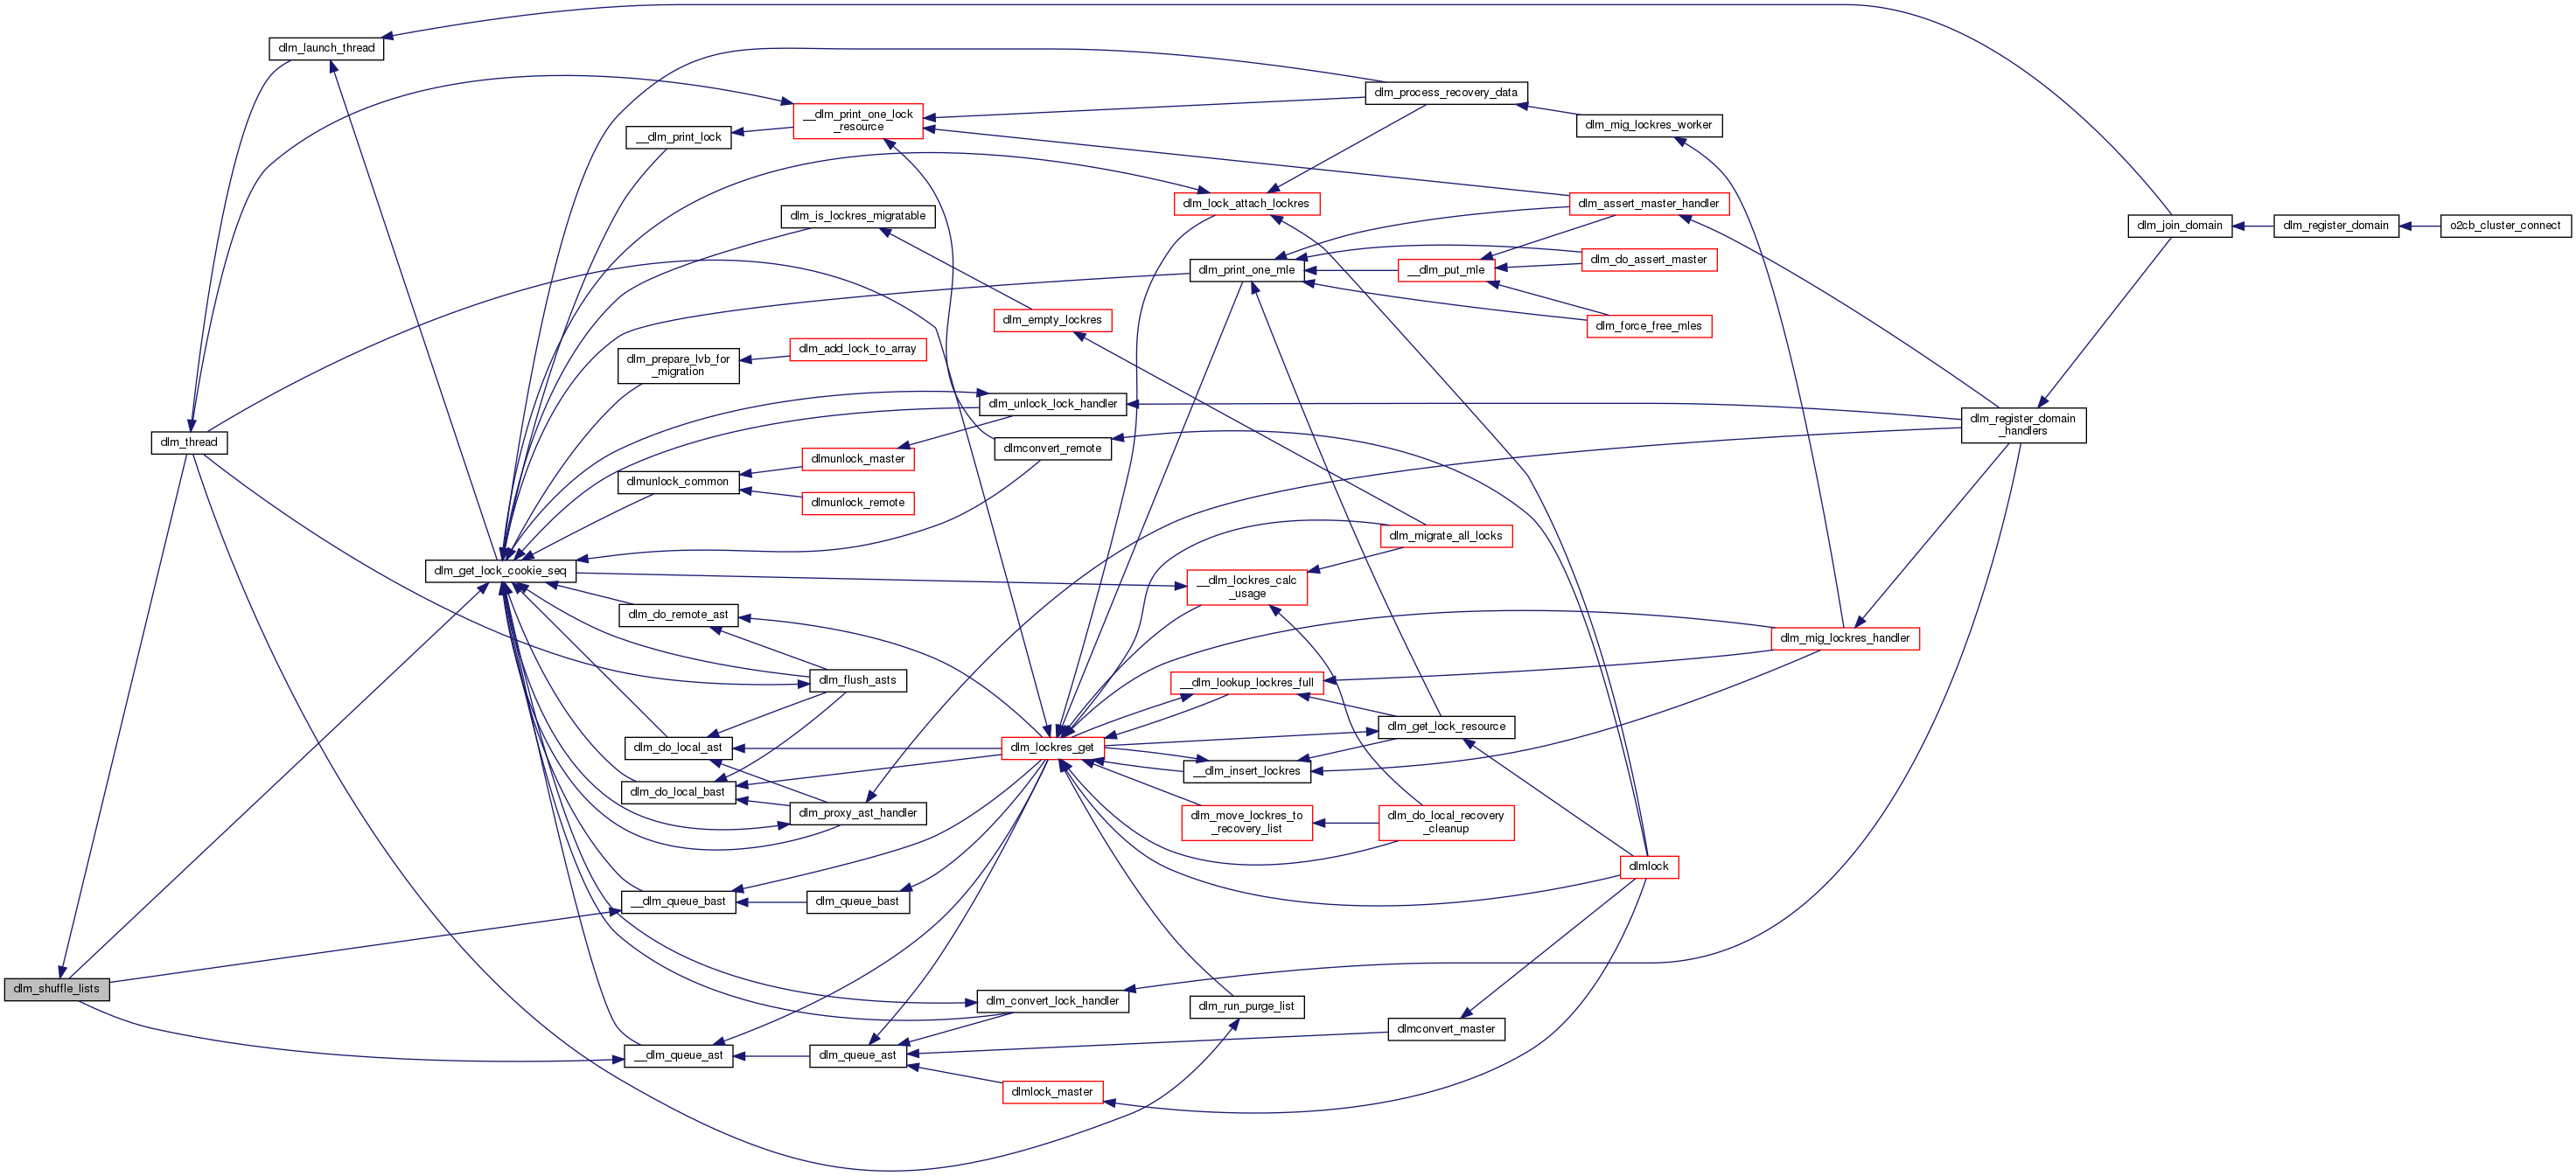 dlm_launch_thread
dlm_process_recovery_data
__dlm_print_one_lock
_resource
dlm_mig_lockres_worker
__dlm_print_lock
dlm_lock_attach_lockres
dlm_assert_master_handler
dlm_is_lockres_migratable
dlm_join_domain
dlm_register_domain
o2cb_cluster_connect
dlm_print_one_mle
__dlm_put_mle
dlm_do_assert_master
dlm_empty_lockres
dlm_force_free_mles
dlm_add_lock_to_array
dlm_prepare_lvb_for
_migration
dlm_unlock_lock_handler
dlm_register_domain
_handlers
dlm_thread
dlmconvert_remote
dlmunlock_master
dlmunlock_common
dlmunlock_remote
dlm_migrate_all_locks
dlm_get_lock_cookie_seq
__dlm_lockres_calc
_usage
dlm_do_remote_ast
dlm_mig_lockres_handler
dlm_flush_asts
__dlm_lookup_lockres_full
dlm_get_lock_resource
dlm_do_local_ast
dlm_lockres_get
__dlm_insert_lockres
dlm_do_local_bast
dlm_proxy_ast_handler
dlm_move_lockres_to
_recovery_list
dlm_do_local_recovery
_cleanup
dlmlock
__dlm_queue_bast
dlm_queue_bast
dlm_shuffle_lists
dlm_convert_lock_handler
dlm_run_purge_list
dlmconvert_master
__dlm_queue_ast
dlm_queue_ast
dlmlock_master